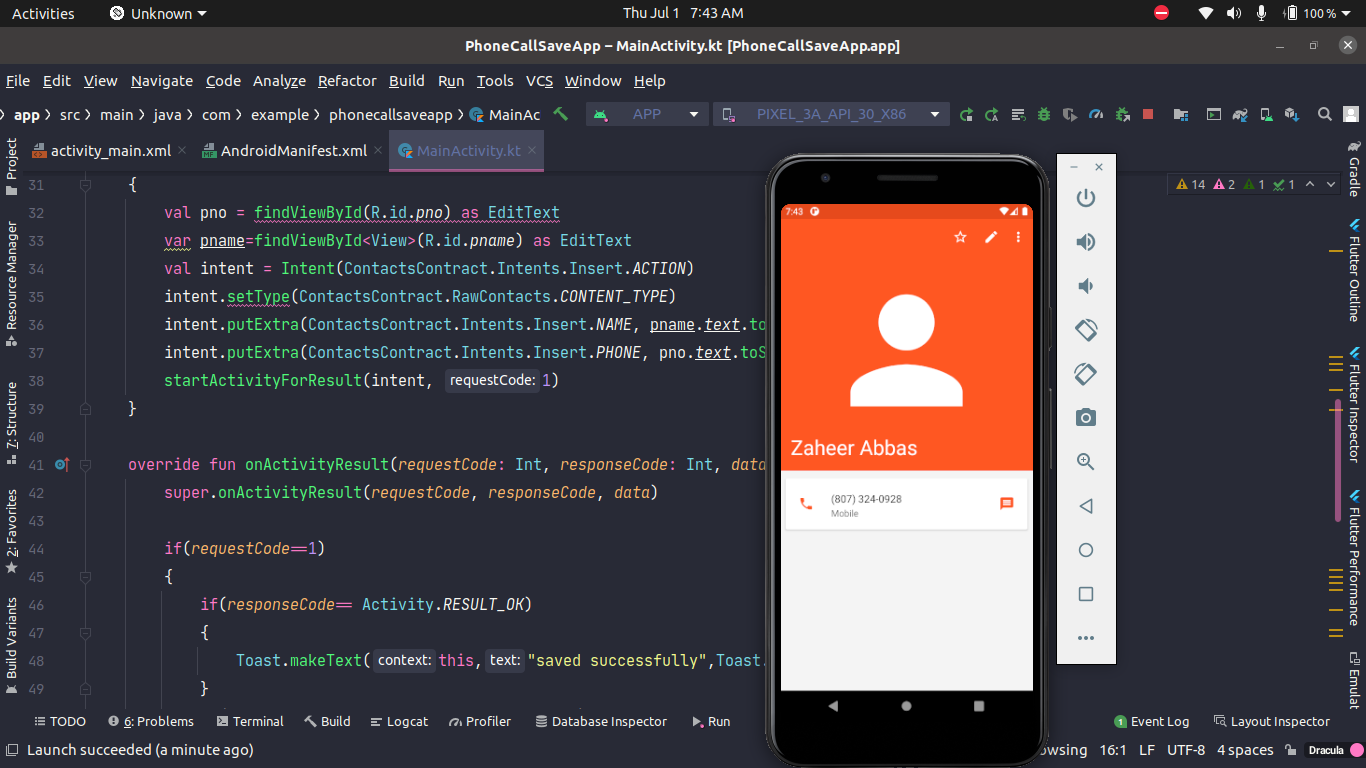 Activities
Unknown
Thu Jul 1 7:43 AM
100 %
PhoneCallSaveApp – MainActivity.kt [PhoneCallSaveApp.app]
File Edit View Navigate Code Analyze Refactor Build Run Tools VCS Window Help
app src main java com example phonecallsaveapp MainAc
APP
PIXEL_3A_API_30_X86
activity_main.xml
AndroidManifest.xml
MainActivity.kt
14 2 1 1
31 {
32 val pno = findViewById(R.id.pno) as EditText
33 var pname=findViewById<View>(R.id.pname) as EditText
34 val intent = Intent(ContactsContract.Intents.Insert.ACTION)
35 intent.setType(ContactsContract.RawContacts.CONTENT_TYPE)
36 intent.putExtra(ContactsContract.Intents.Insert.NAME, pname.text.to
37 intent.putExtra(ContactsContract.Intents.Insert.PHONE, pno.text.toS
38 startActivityForResult(intent, requestCode: 1)
39 }
40
41 override fun onActivityResult(requestCode: Int, responseCode: Int, data
42 super.onActivityResult(requestCode, responseCode, data)
43
44 if(requestCode==1)
45 {
46 if(responseCode== Activity.RESULT_OK)
47 {
48 Toast.makeText( context: this, text: "saved successfully",Toast.
49 }
Project
Resource Manager
7: Structure
2: Favorites
Build Variants
7:43
Zaheer Abbas
(807) 324-0928
Mobile
Gradle
Flutter Outline
Flutter Inspector
Flutter Performance
Emulat
TODO
6: Problems
Terminal
Build
Logcat
Profiler
Database Inspector
Run
1 Event Log
Layout Inspector
Launch succeeded (a minute ago)
owsing
16:1 LF UTF-8 4 spaces
Dracula